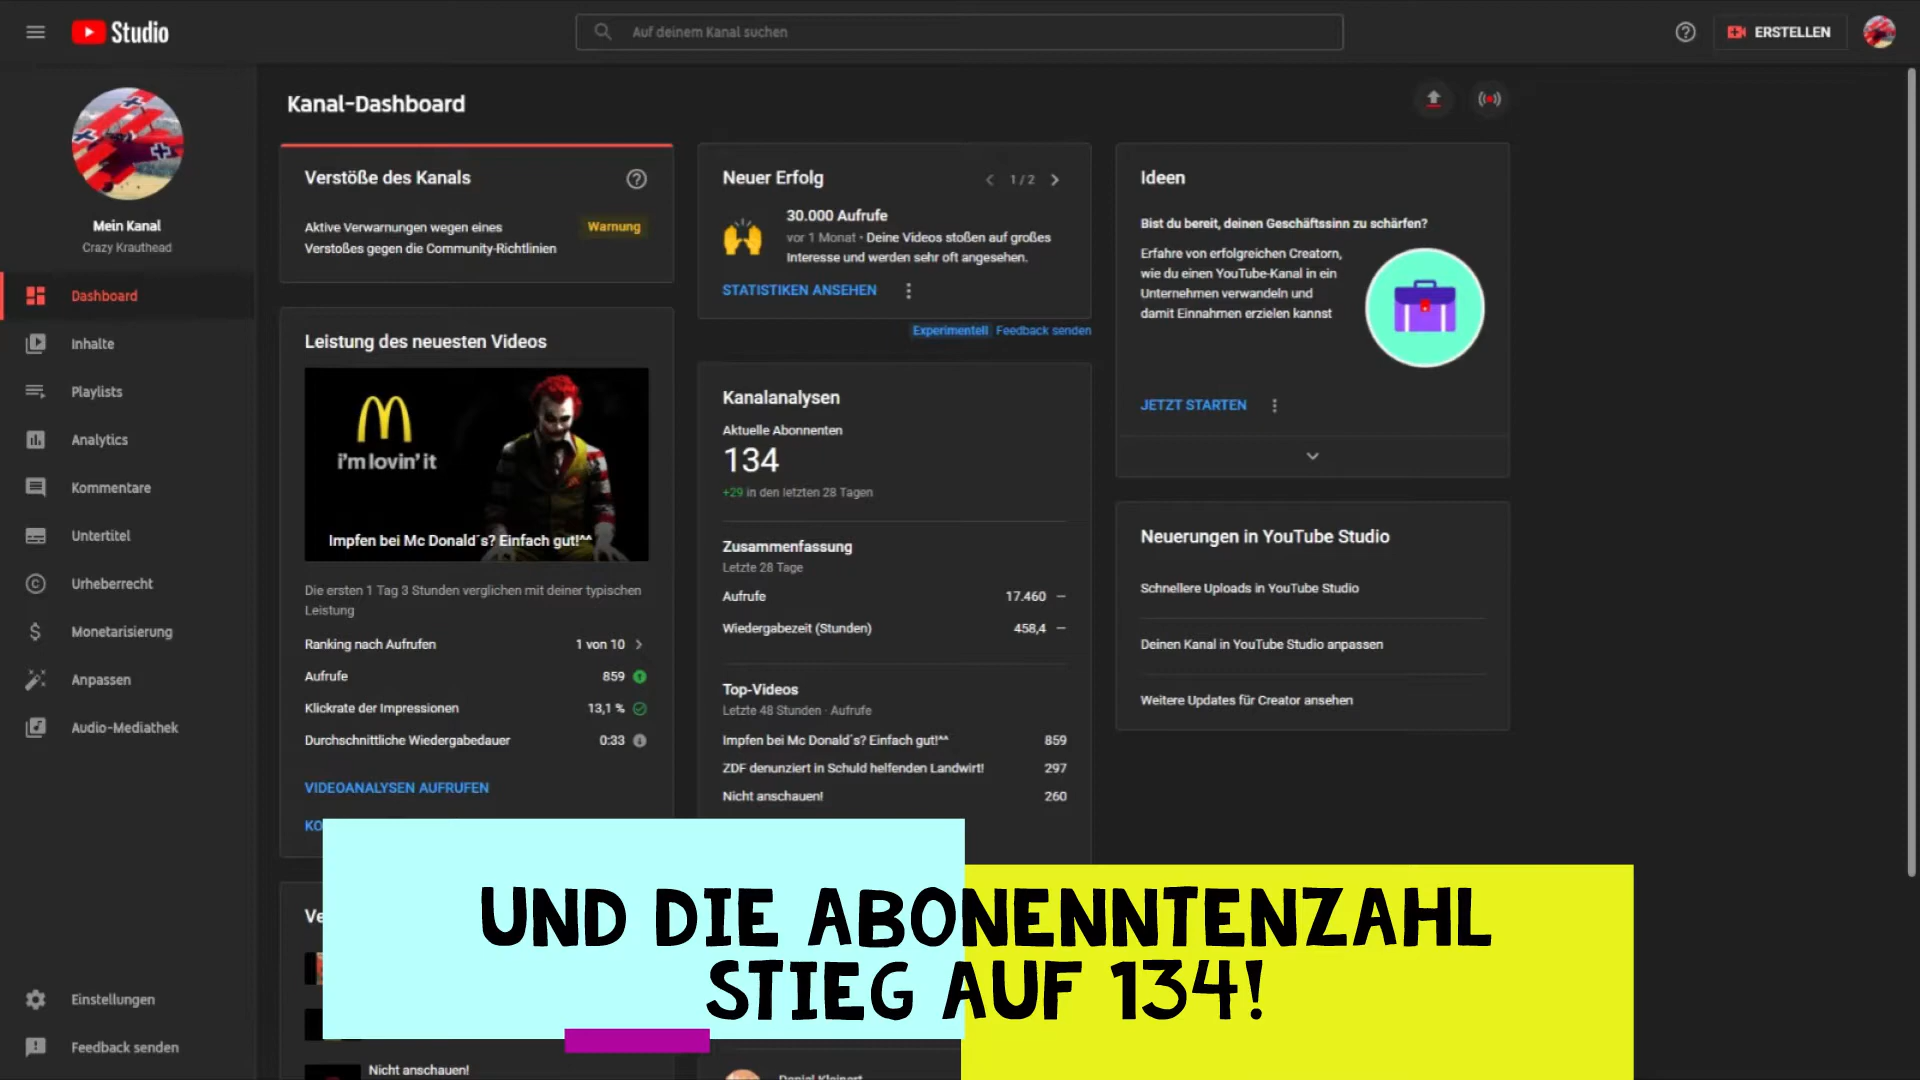 Studio
Auf deinem Kanal suchen
ERSTELLEN
Mein Kanal
Crazy Krauthead
Dashboard
Inhalte
Playlists
Analytics
Kommentare
Untertitel
Urheberrecht
Monetarisierung
Anpassen
Audio-Mediathek
Einstellungen
Feedback senden
Kanal-Dashboard
Verstöße des Kanals
Aktive Verwarnungen wegen eines
Verstoßes gegen die Community-Richtlinien
Warnung
Leistung des neuesten Videos
i'm lovin' it
Impfen bei Mc Donald´s? Einfach gut!^^
Die ersten 1 Tag 3 Stunden verglichen mit deiner typischen
Leistung
Ranking nach Aufrufen 1 von 10
Aufrufe 859
Klickrate der Impressionen 13,1 %
Durchschnittliche Wiedergabedauer 0:33
VIDEOANALYSEN AUFRUFEN
KO
Ve
Nicht anschauen!
Neuer Erfolg
1 / 2
30.000 Aufrufe
vor 1 Monat • Deine Videos stoßen auf großes
Interesse und werden sehr oft angesehen.
STATISTIKEN ANSEHEN
Experimentell Feedback senden
Kanalanalysen
Aktuelle Abonnenten
134
+29 in den letzten 28 Tagen
Zusammenfassung
Letzte 28 Tage
Aufrufe 17.460 —
Wiedergabezeit (Stunden) 458,4 —
Top-Videos
Letzte 48 Stunden · Aufrufe
Impfen bei Mc Donald´s? Einfach gut!^^ 859
ZDF denunziert in Schuld helfenden Landwirt! 297
Nicht anschauen! 260
Daniel Kleinert
Ideen
Bist du bereit, deinen Geschäftssinn zu schärfen?
Erfahre von erfolgreichen Creatorn,
wie du einen YouTube-Kanal in ein
Unternehmen verwandeln und
damit Einnahmen erzielen kannst
JETZT STARTEN
Neuerungen in YouTube Studio
Schnellere Uploads in YouTube Studio
Deinen Kanal in YouTube Studio anpassen
Weitere Updates für Creator ansehen
UND DIE ABONENNTENZAHL
STIEG AUF 134!